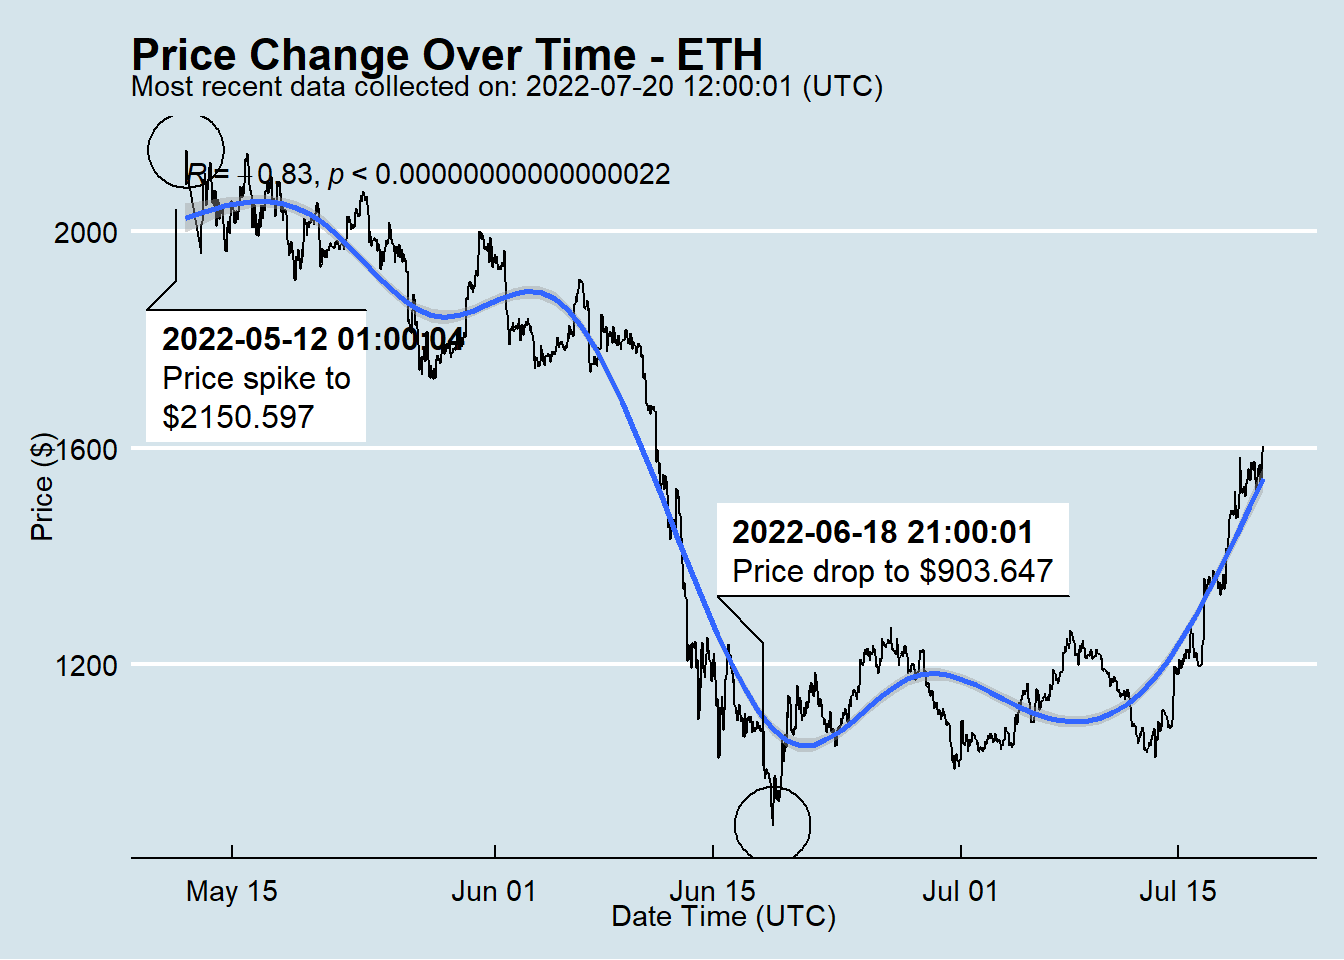 Price Change Over Time - ETH
Most recent data collected on: 2022-07-20 12:00:01 (UTC)
R = −0.83, p < 0.00000000000000022
2000
2022-05-12 01:00:04
Price spike to
$2150.597
Price ($)
1600
2022-06-18 21:00:01
Price drop to $903.647
1200
May 15
Jun 01
Jun 15
Jul 01
Jul 15
Date Time (UTC)